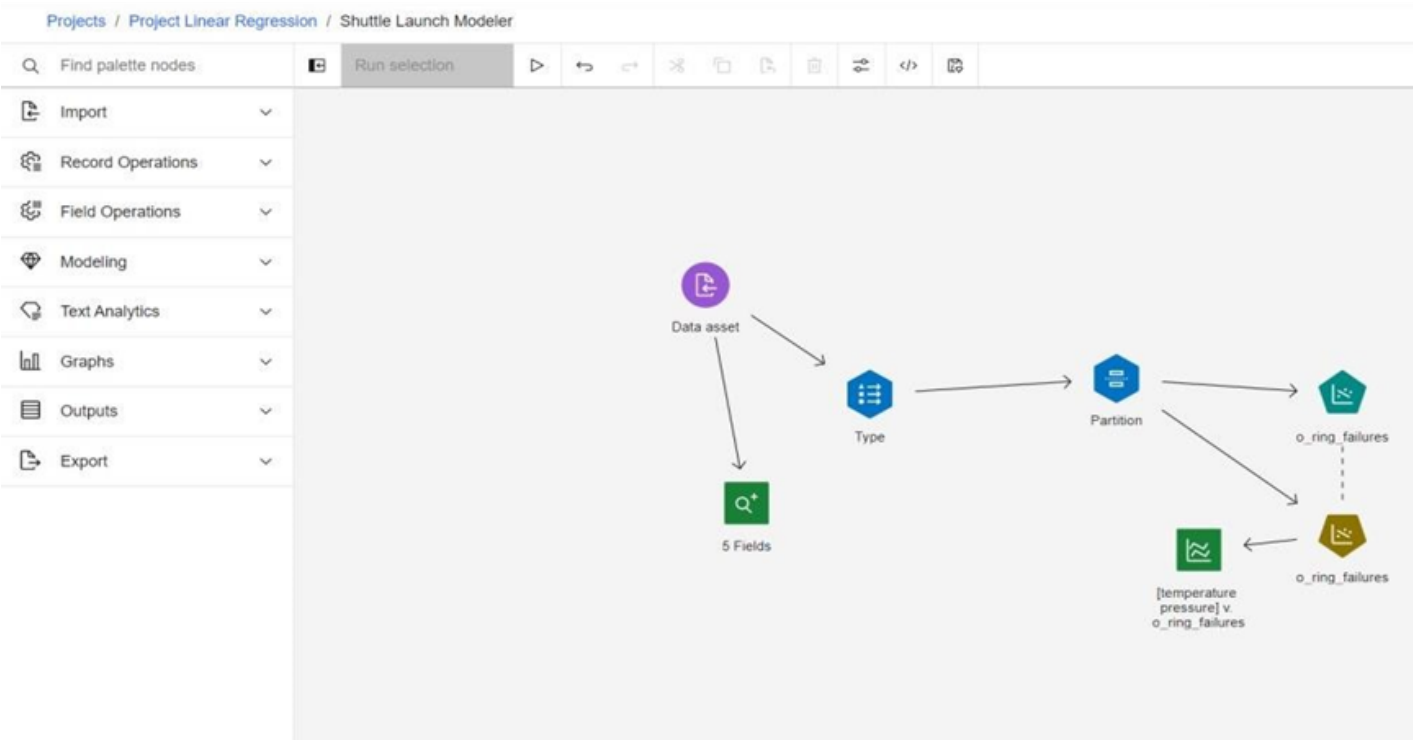 Projects / Project Linear Regression / Shuttle Launch Modeler
Find palette nodes
Run selection
Import
Record Operations
Field Operations
Modeling
Text Analytics
Graphs
Outputs
Export
Data asset
Type
Partition
o_ring_failures
5 Fields
o_ring_failures
[temperature
pressure] v.
o_ring_failures